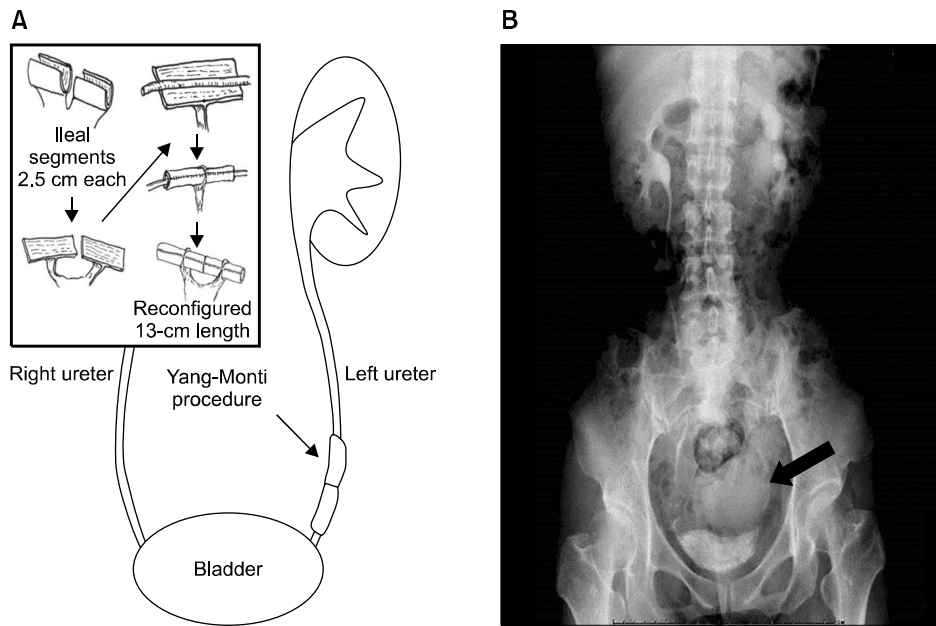 A
B
Ileal
segments
2.5 cm each
Reconfigured
13-cm length
Right ureter
Yang-Monti
procedure
Left ureter
Bladder